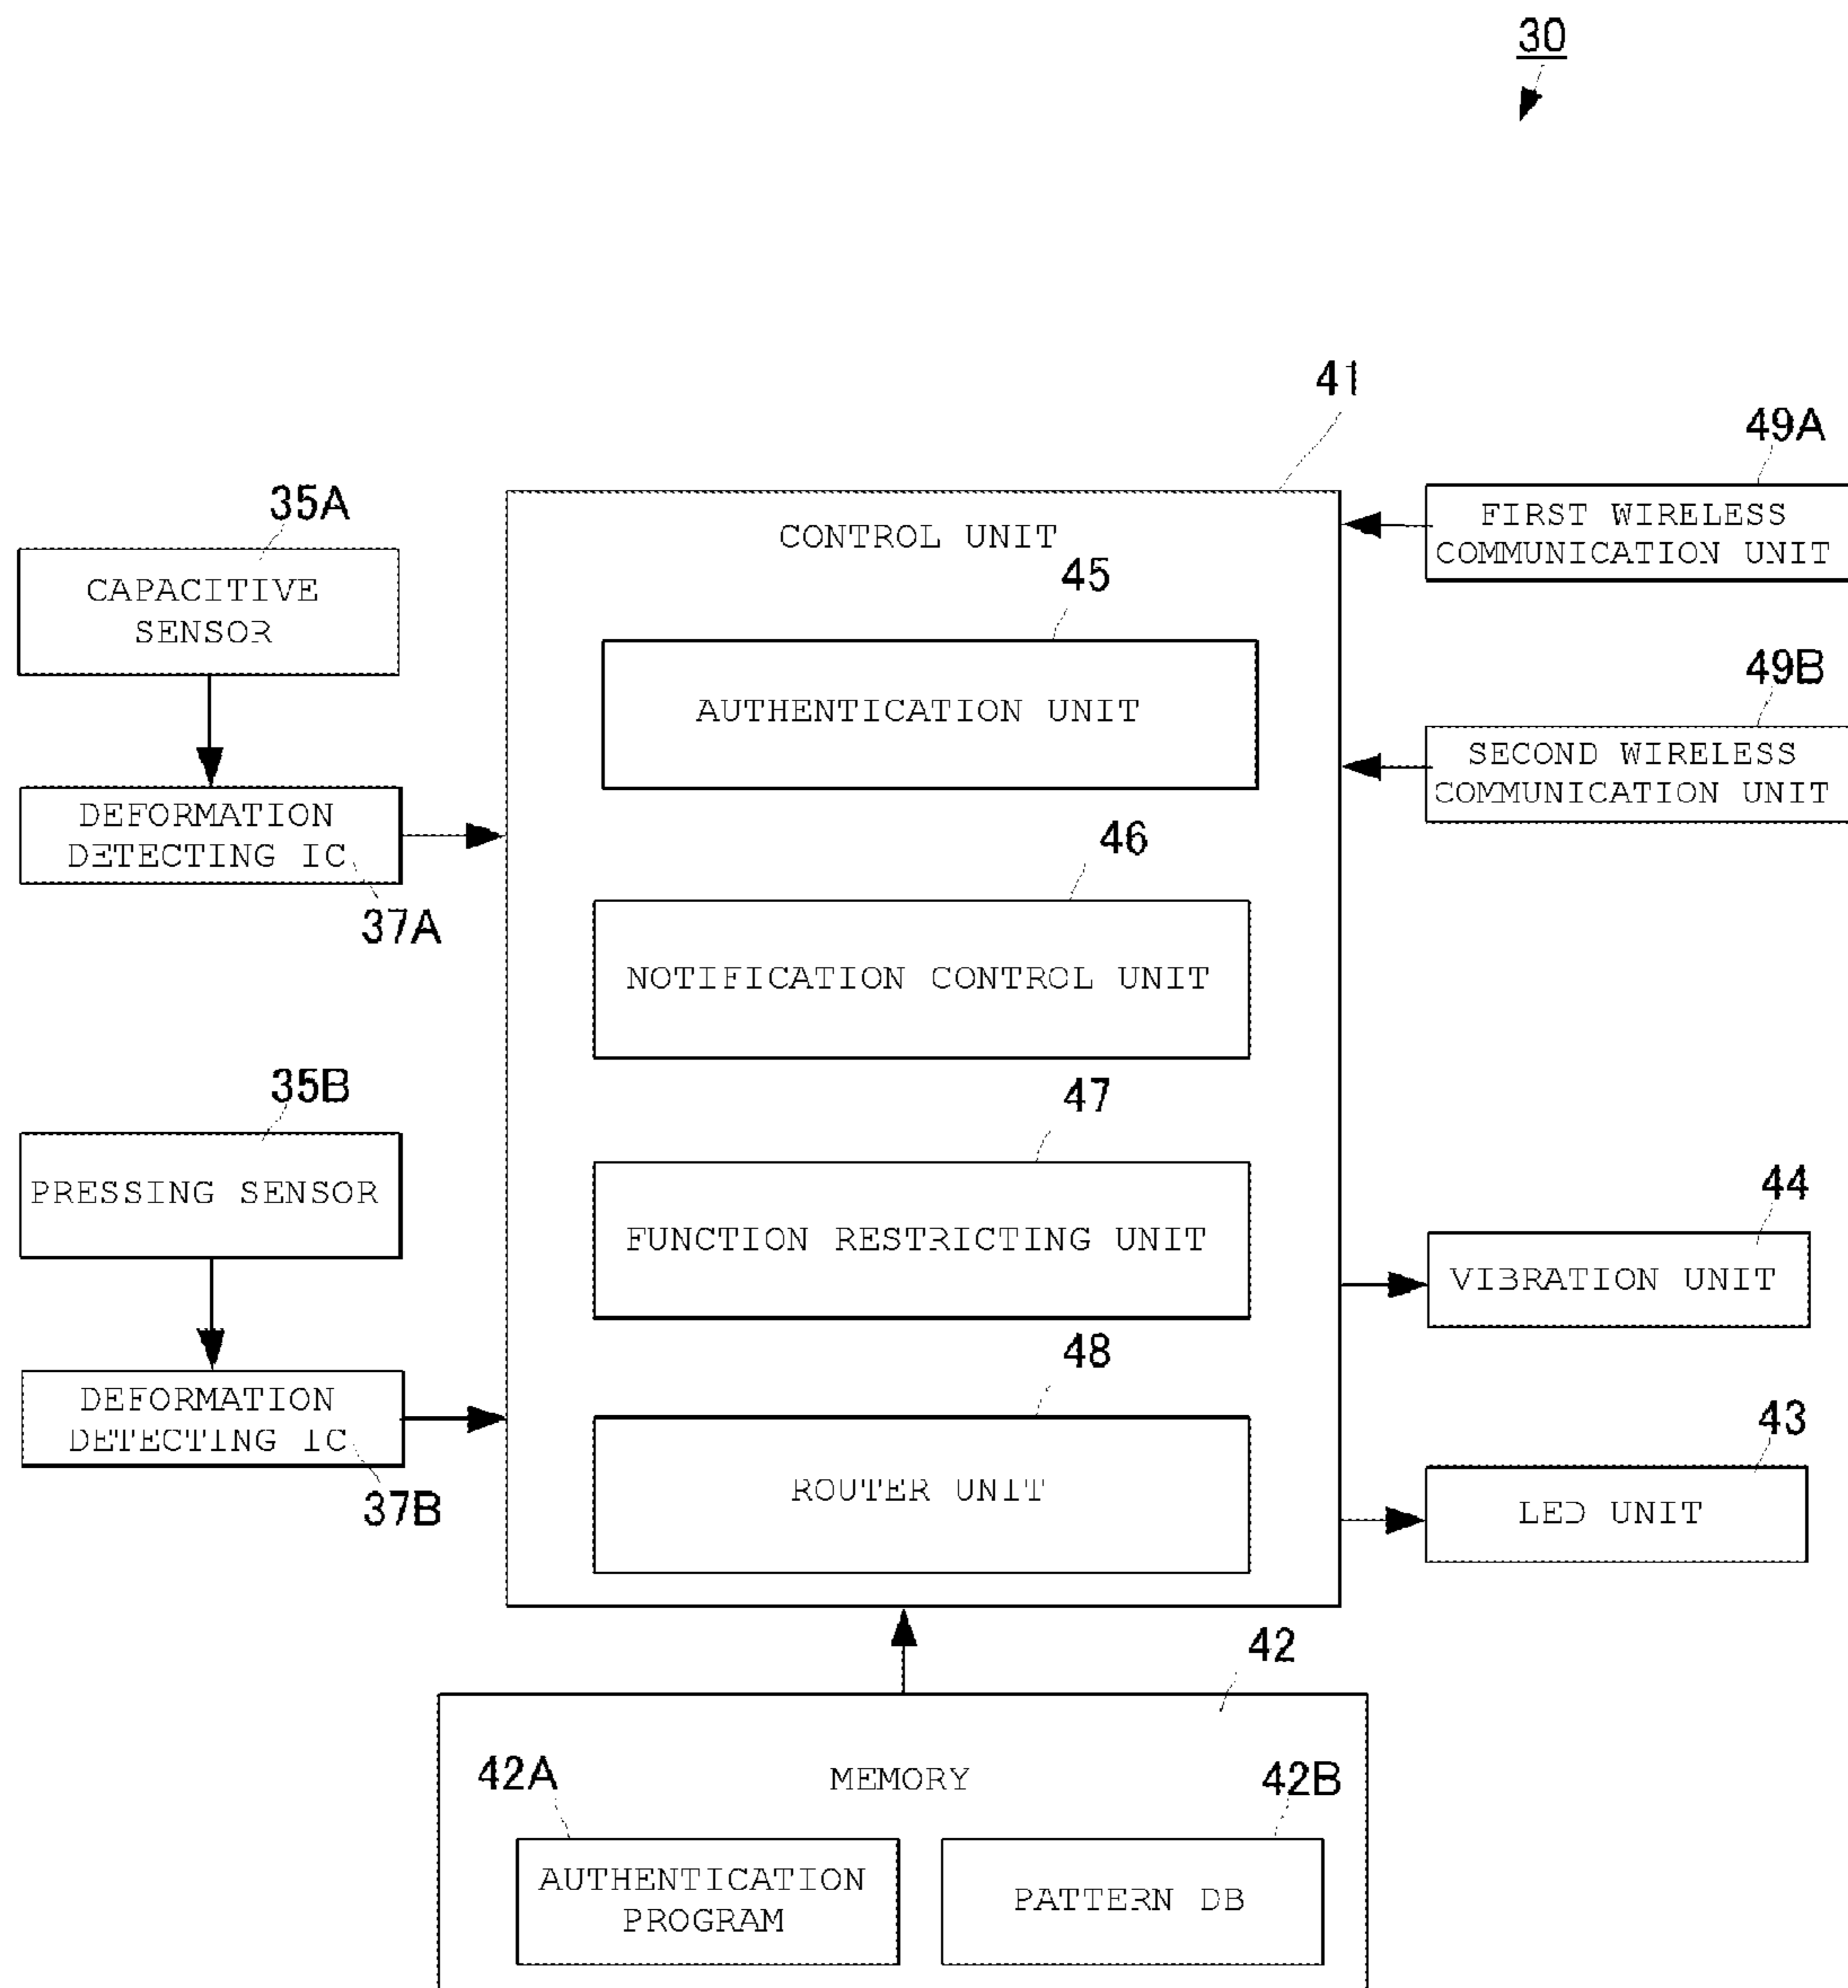 30
41
49A
FIRST WIRELESS
COMMUNICATION UNIT
35A
CAPACITIVE
SENSOR
CONTROL UNIT
45
AUTHENTICATION UNIT
49B
SECOND WIRELESS
COMMUNICATION UNIT
DEFORMATION
DETECTING IC
37A
46
NOTIFICATION CONTROL UNIT
35B
PRESSING SENSOR
47
FUNCTION RESTRICTING UNIT
44
VIBRATION UNIT
DEFORMATION
DETECTING IC
37B
48
ROUTER UNIT
43
LED UNIT
42
MEMORY
42A
AUTHENTICATION
PROGRAM
42B
PATTERN DB